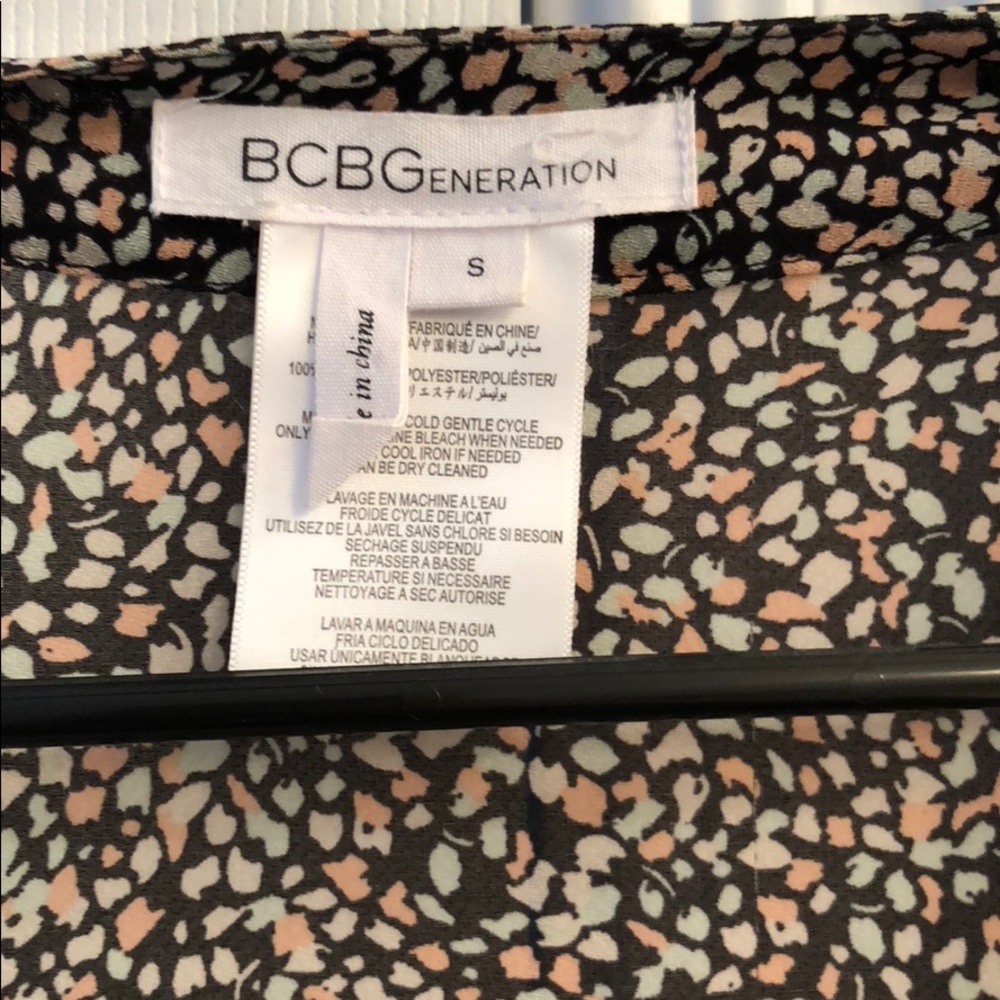 BCBGENERATION
S
e in china
FABRIQUÉ EN CHINE/
A/中国制造/ صنع في الصين
100%
POLYESTER/POLIÉSTER/
エステル/ بوليستر
COLD GENTLE CYCLE
ONLY
NE BLEACH WHEN NEEDED
COOL IRON IF NEEDED
AN BE DRY CLEANED
LAVAGE EN MACHINE A L'EAU
FROIDE CYCLE DELICAT
UTILISEZ DE LA JAVEL SANS CHLORE SI BESOIN
SECHAGE SUSPENDU
REPASSER A BASSE
TEMPERATURE SI NECESSAIRE
NETTOYAGE A SEC AUTORISE
LAVAR A MAQUINA EN AGUA
FRIA CICLO DELICADO
USAR ÚNICAMENTE